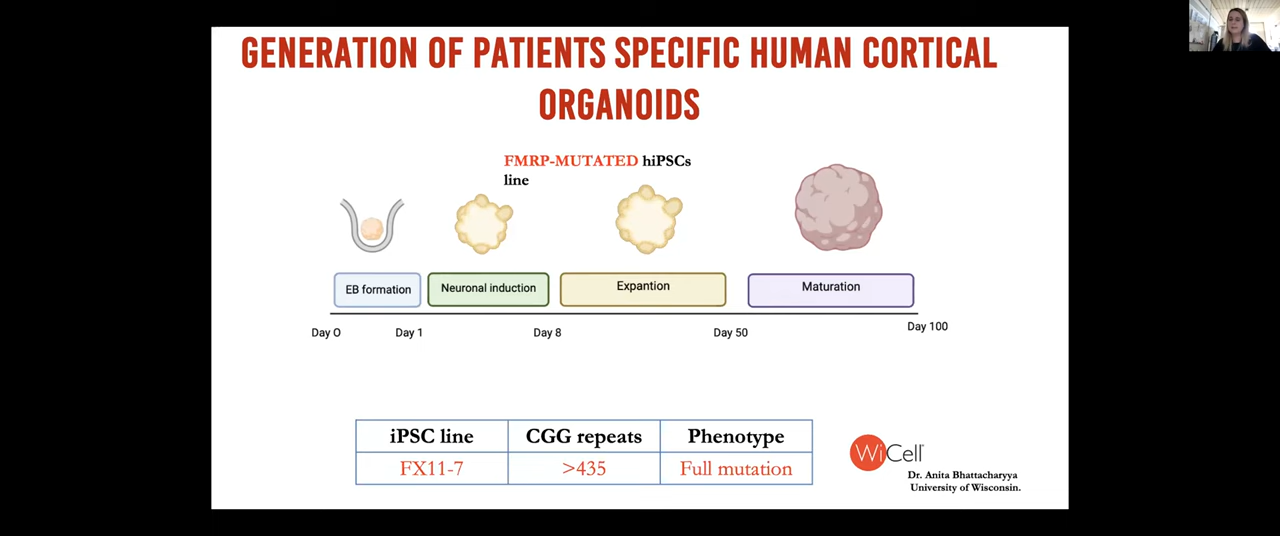 GENERATION OF PATIENTS SPECIFIC HUMAN CORTICAL
ORGANOIDS
FMRP-MUTATED hiPSCs
line
EB formation
Neuronal induction
Expantion
Maturation
Day 0
Day 1
Day 8
Day 50
Day 100
iPSC line CGG repeats Phenotype
FX11-7 >435 Full mutation
WiCell
Dr. Anita Bhattacharyya
University of Wisconsin.